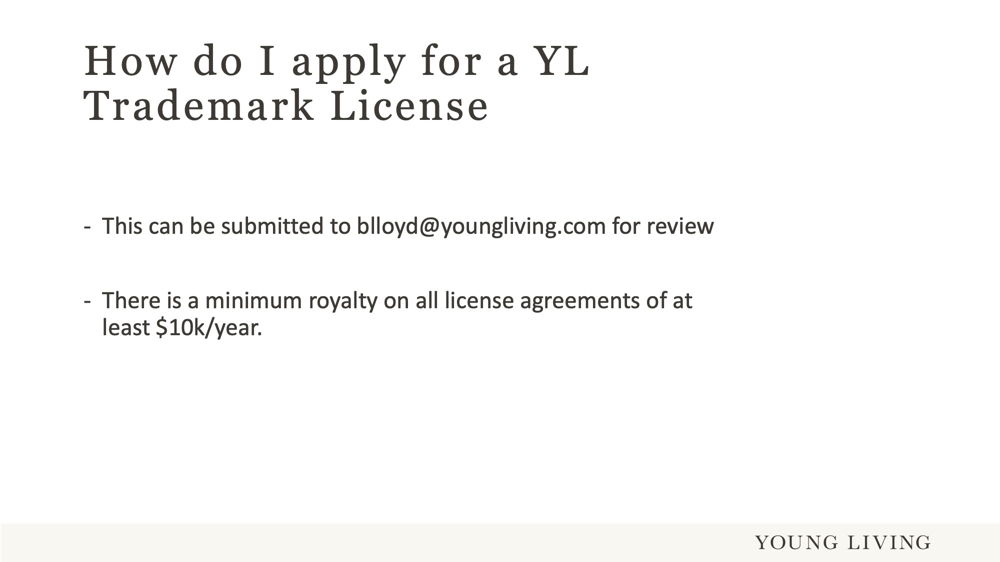 How do I apply for a YL
Trademark License
- This can be submitted to blloyd@youngliving.com for review
- There is a minimum royalty on all license agreements of at
least $10k/year.
YOUNG LIVING